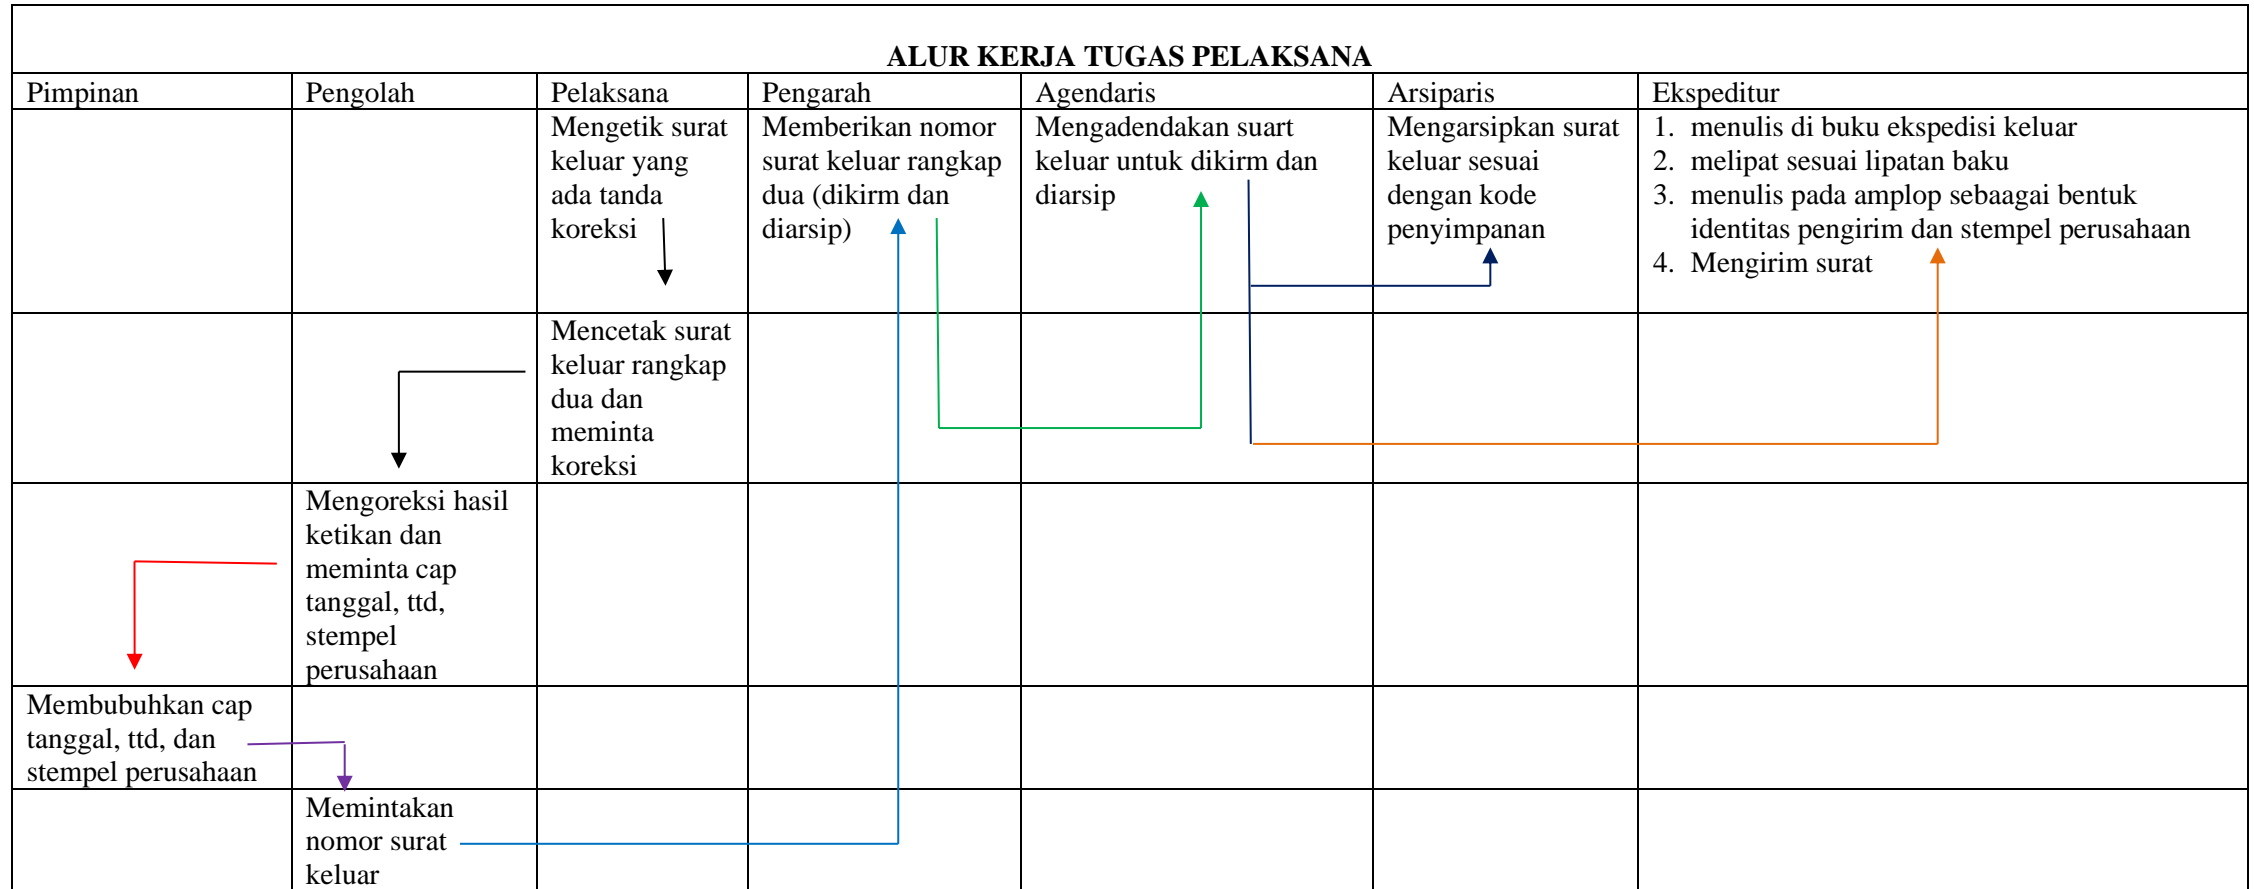 ALUR KERJA TUGAS PELAKSANA
Pimpinan
Pengolah
Pelaksana
Pengarah
Agendaris
Arsiparis
Ekspeditur
Mengetik surat
keluar yang
ada tanda
koreksi
Memberikan nomor
surat keluar rangkap
dua (dikirm dan
diarsip)
Mengadendakan suart
keluar untuk dikirm dan
diarsip
Mengarsipkan surat
keluar sesuai
dengan kode
penyimpanan
1. menulis di buku ekspedisi keluar
2. melipat sesuai lipatan baku
3. menulis pada amplop sebaagai bentuk
identitas pengirim dan stempel perusahaan
4. Mengirim surat
Mencetak surat
keluar rangkap
dua dan
meminta
koreksi
Mengoreksi hasil
ketikan dan
meminta cap
tanggal, ttd,
stempel
perusahaan
Membubuhkan cap
tanggal, ttd, dan
stempel perusahaan
Memintakan
nomor surat
keluar